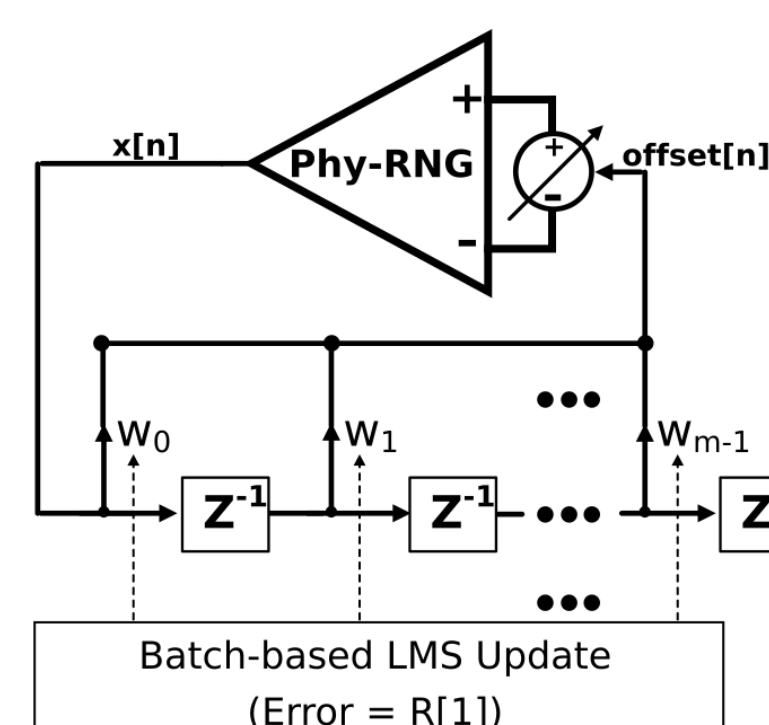 +
x[n]
Phy-RNG
+
offset[n]
-
-
W₀
W₁
Wₘ₋₁
Z⁻¹
Z⁻¹
Z
Batch-based LMS Update
(Error = R[1])